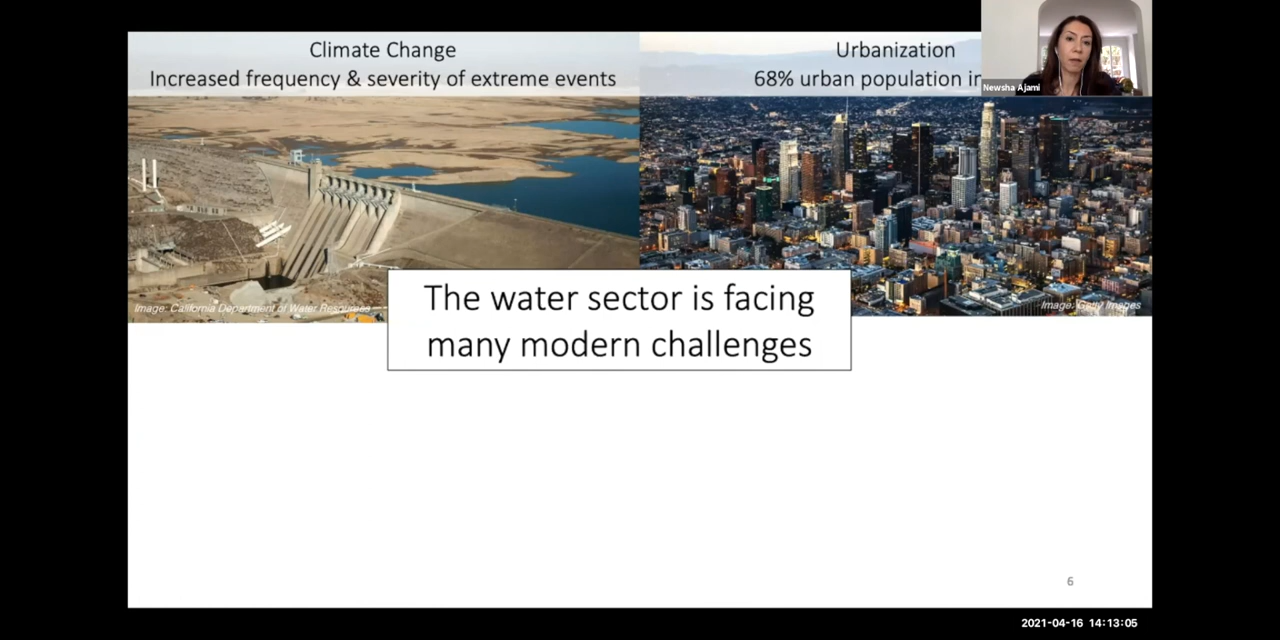 Climate Change
Increased frequency & severity of extreme events
Urbanization
68% urban population in
Newsha Ajami
Image: California Department of Water Resources
Image: Getty Images
The water sector is facing
many modern challenges
6
2021-04-16 14:13:05